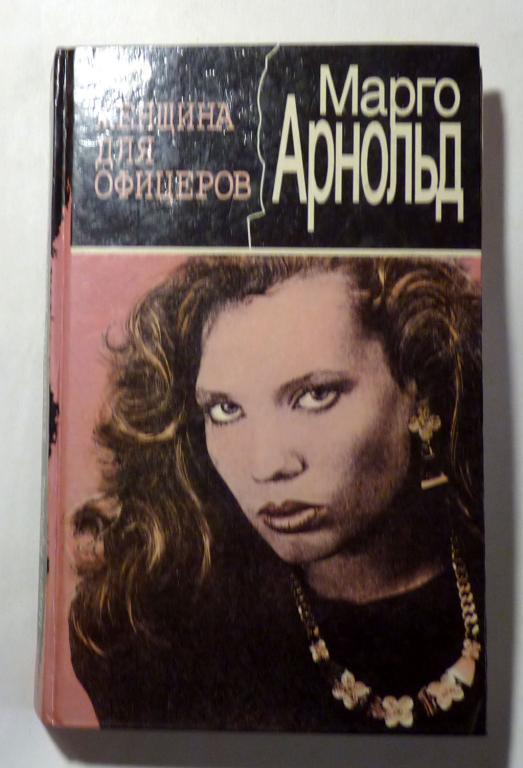 ЖЕНЩИНА
ДЛЯ
ОФИЦЕРОВ
Марго
Арнольд